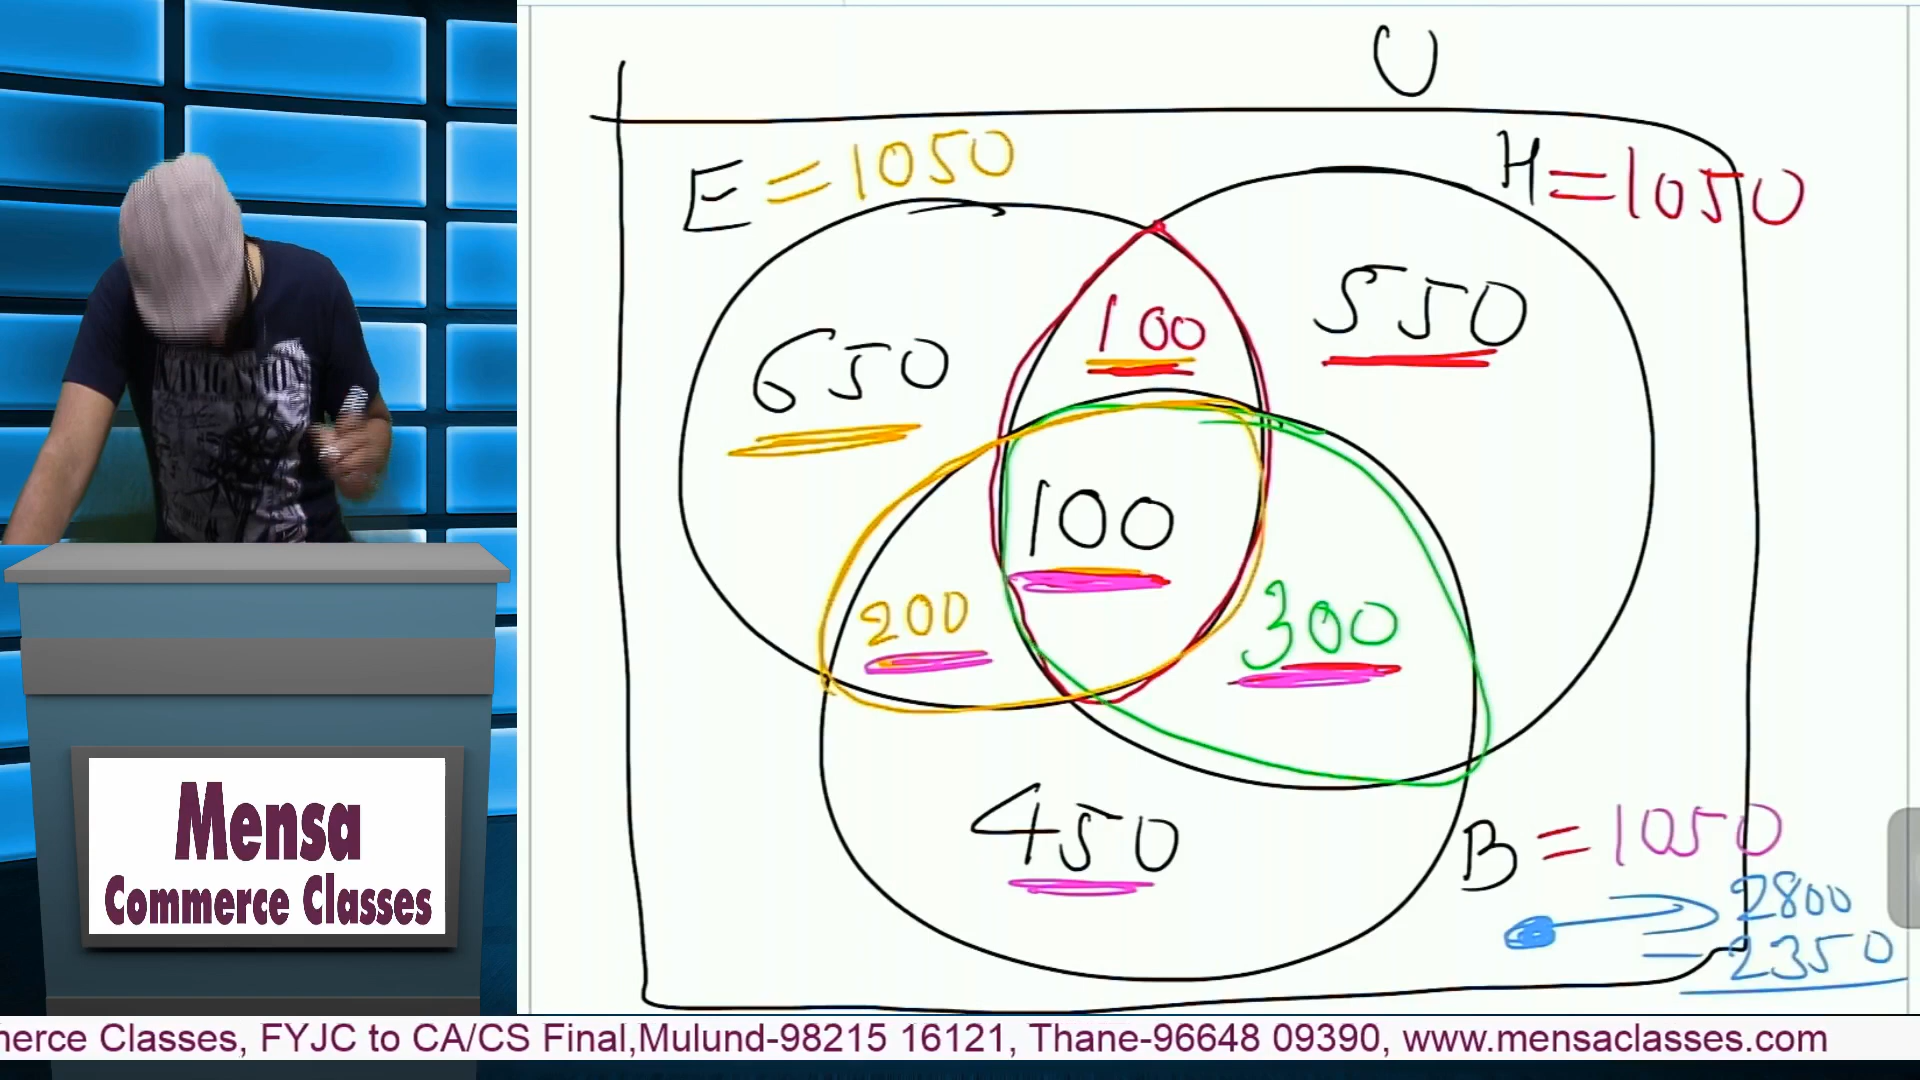 U
E = 1050
H = 1050
650
100
550
100
200
300
450
B = 1050
2800
- 2350
Mensa
Commerce Classes
merce Classes, FYJC to CA/CS Final,Mulund-98215 16121, Thane-96648 09390, www.mensaclasses.com